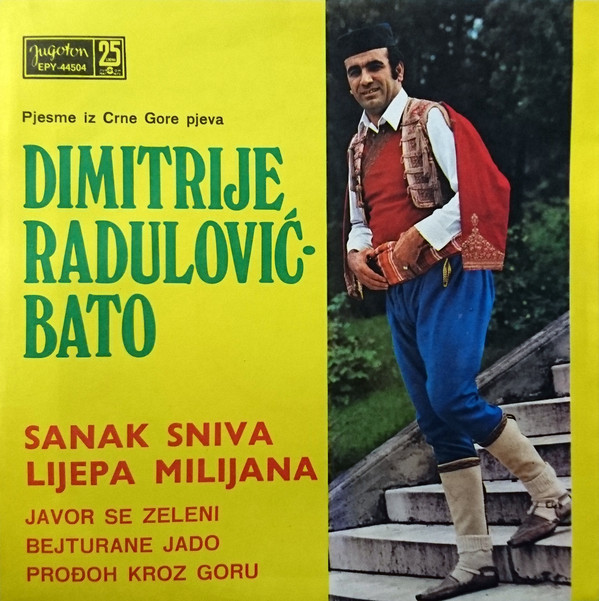 Jugoton
25
EPY-44504
Pjesme iz Crne Gore pjeva
DIMITRIJE
RADULOVIĆ-
BATO
SANAK SNIVA
LIJEPA MILIJANA
JAVOR SE ZELENI
BEJTURANE JADO
PROĐOH KROZ GORU